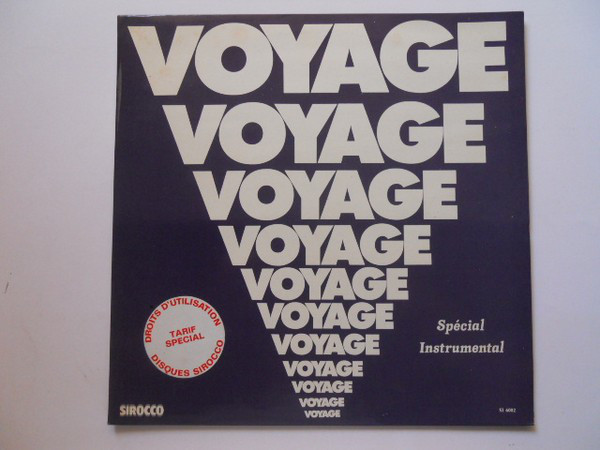 VOYAGE
VOYAGE
VOYAGE
VOYAGE
VOYAGE
VOYAGE
VOYAGE
VOYAGE
VOYAGE
VOYAGE
VOYAGE
Spécial
Instrumental
DROITS D'UTILISATION
TARIF
SPECIAL
DISQUES SIROCCO
SIROCCO